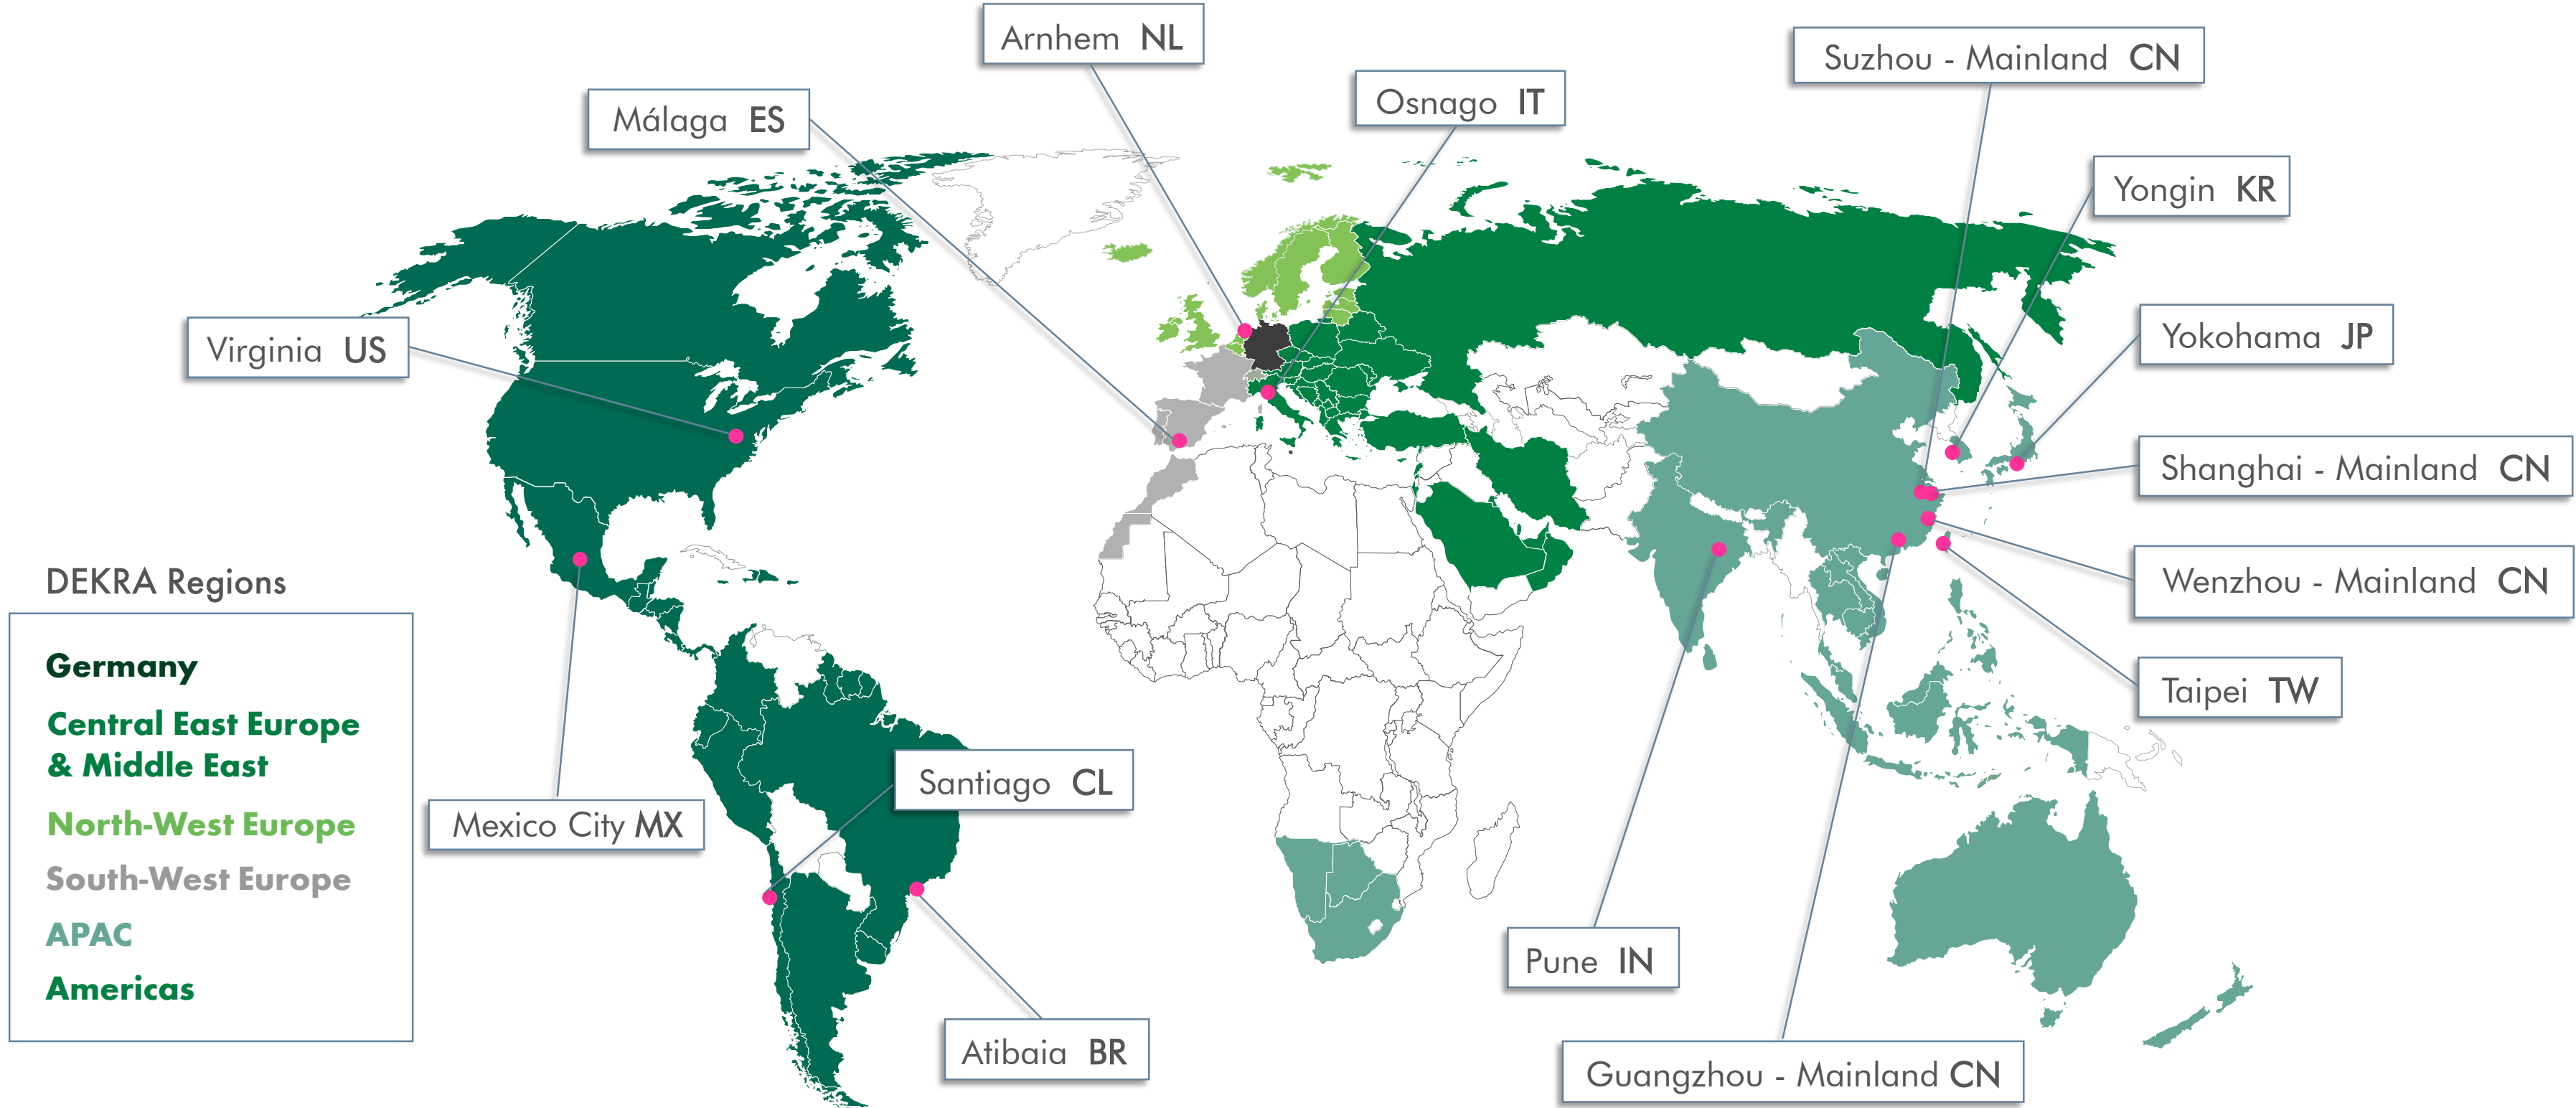 Arnhem NL
Suzhou - Mainland CN
Osnago IT
Málaga ES
Yongin KR
Yokohama JP
Virginia US
Shanghai - Mainland CN
Wenzhou - Mainland CN
DEKRA Regions
Germany
Central East Europe
& Middle East
North-West Europe
South-West Europe
APAC
Americas
Taipei TW
Santiago CL
Mexico City MX
Pune IN
Atibaia BR
Guangzhou - Mainland CN